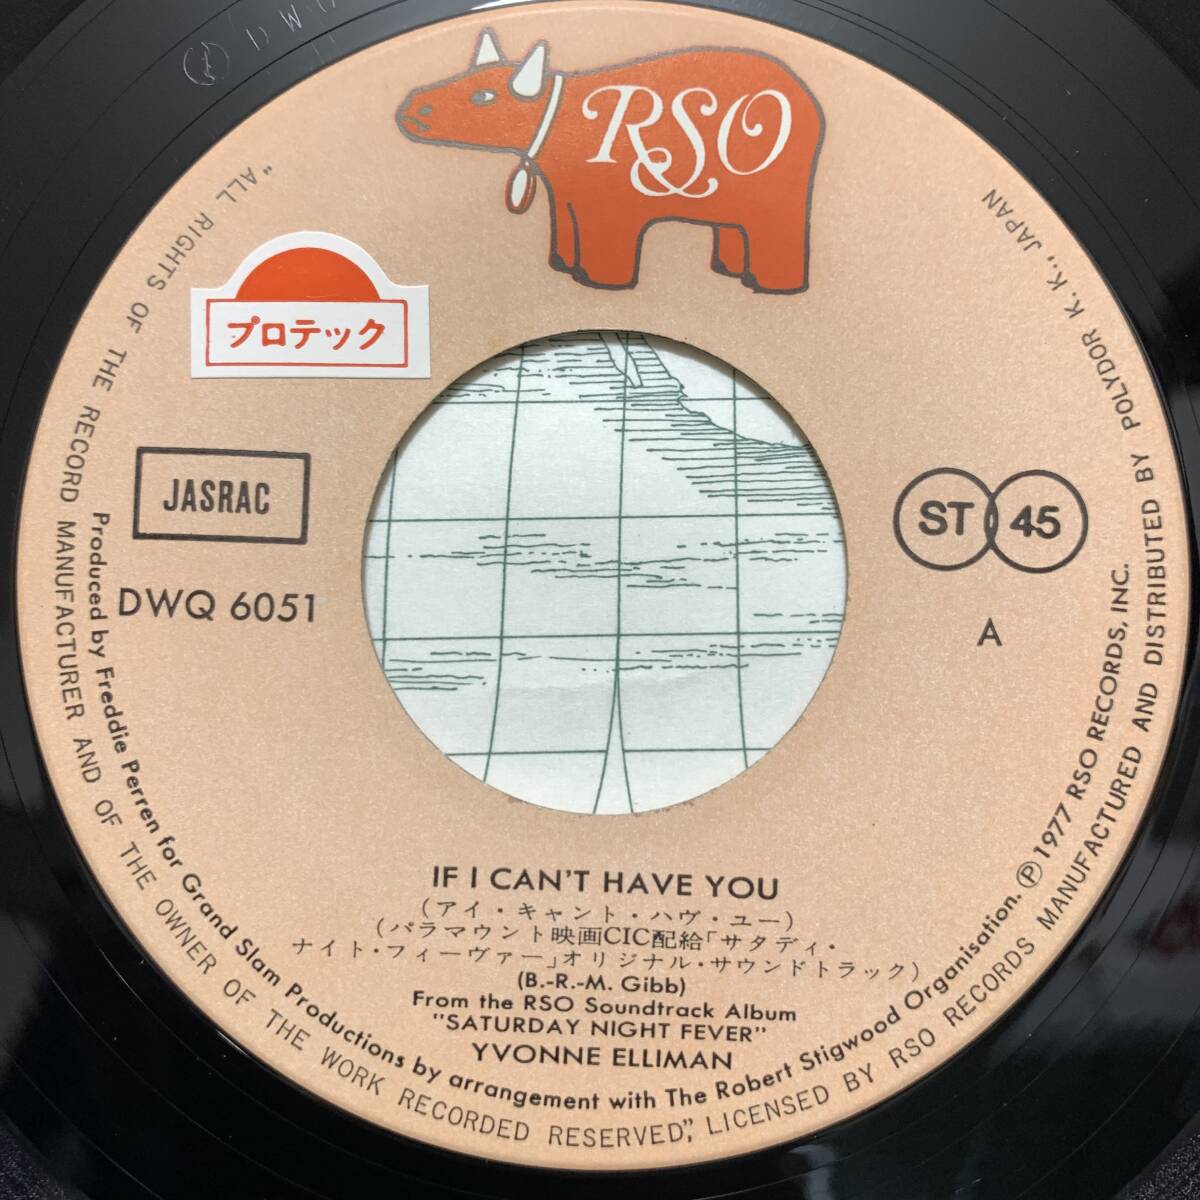 RSO
プロテック
JASRAC
DWQ 6051
ST 45
A
IF I CAN'T HAVE YOU
(アイ・キャント・ハヴ・ユー)
(パラマウント映画CIC配給「サタデイ・
ナイト・フィーヴァー」オリジナル・サウンドトラック)
(B.-R.-M. Gibb)
From the RSO Soundtrack Album
"SATURDAY NIGHT FEVER"
YVONNE ELLIMAN
Produced by Freddie Perren for Grand Slam Productions by arrangement with The Robert Stigwood Organisation. Ⓟ 1977 RSO RECORDS, INC.
"ALL RIGHTS OF THE RECORD MANUFACTURER AND OF THE OWNER OF THE WORK RECORDED RESERVED", LICENSED BY RSO RECORDS MANUFACTURED AND DISTRIBUTED BY POLYDOR K.K., JAPAN